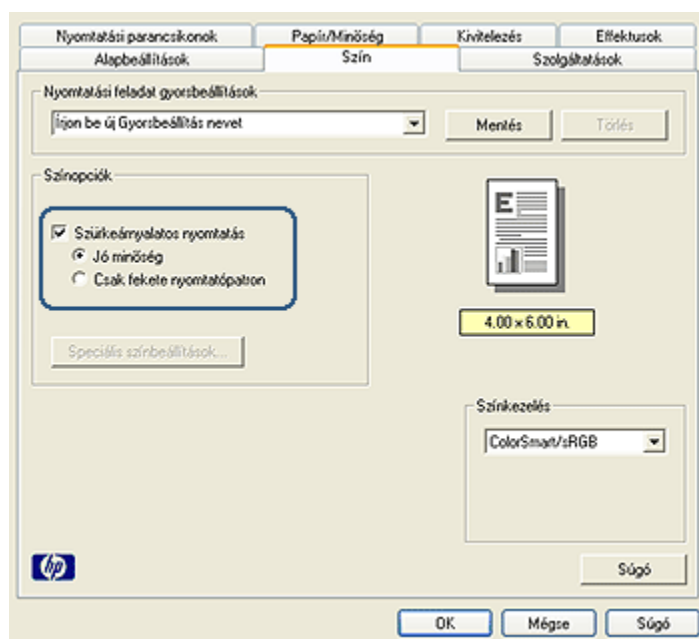 Nyomtatási parancsikonok Papír/Minőség Kivitelezés Effektusok
Alapbeállítások Szín Szolgáltatások
Nyomtatási feladat gyorsbeállítások
Írjon be új Gyorsbeállítás nevet Mentés Törlés
Színopciók
Szürkeárnyalatos nyomtatás
Jó minőség
Csak fekete nyomtatópatron
4.00 x 6.00 in.
Speciális színbeállítások...
Színkezelés
ColorSmart/sRGB
hp
Súgó
OK Mégse Súgó